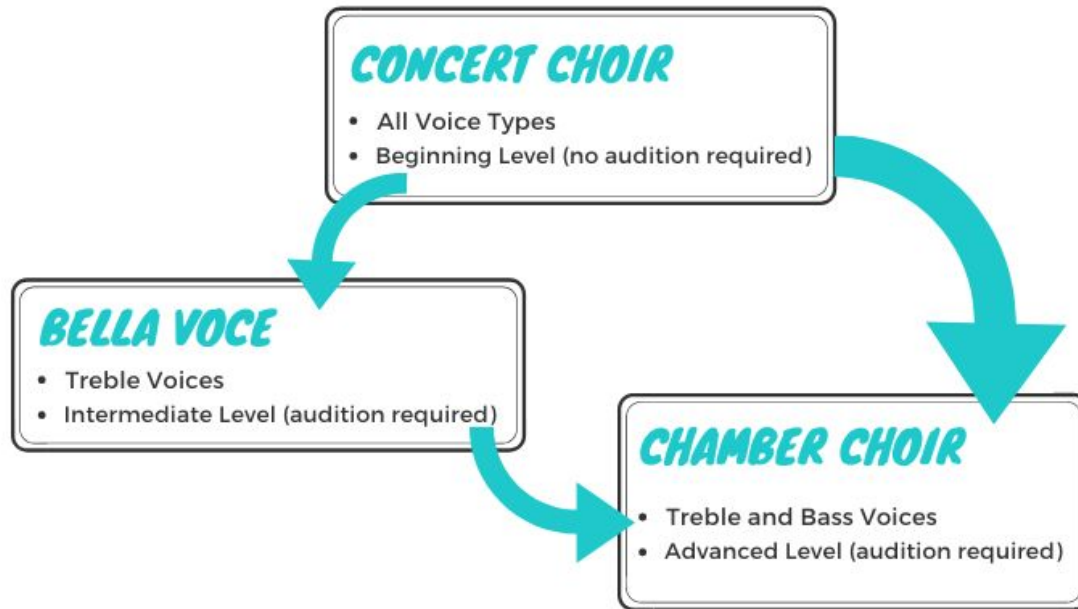 CONCERT CHOIR
• All Voice Types
• Beginning Level (no audition required)
BELLA VOCE
• Treble Voices
• Intermediate Level (audition required)
CHAMBER CHOIR
• Treble and Bass Voices
• Advanced Level (audition required)